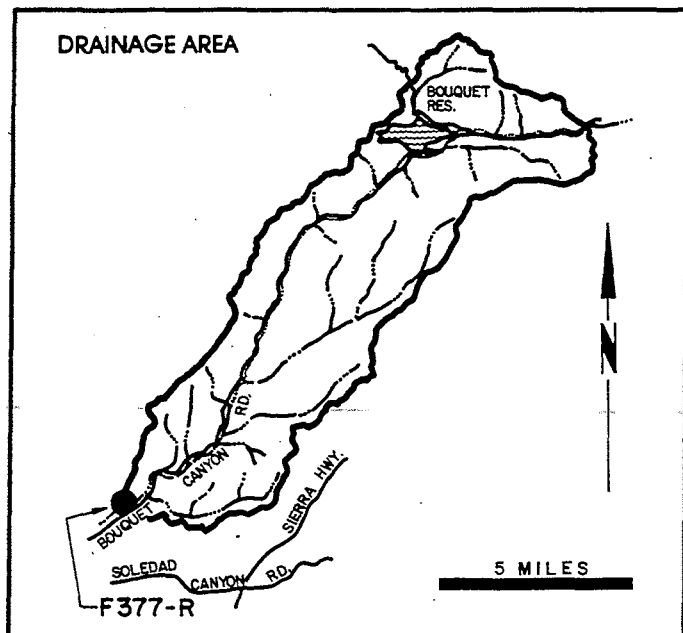 DRAINAGE AREA
BOUQUET
RES.
N
RD.
CANYON
BOUQUET
SIERRA HWY.
SOLEDAD
CANYON
RD.
5 MILES
F377-R